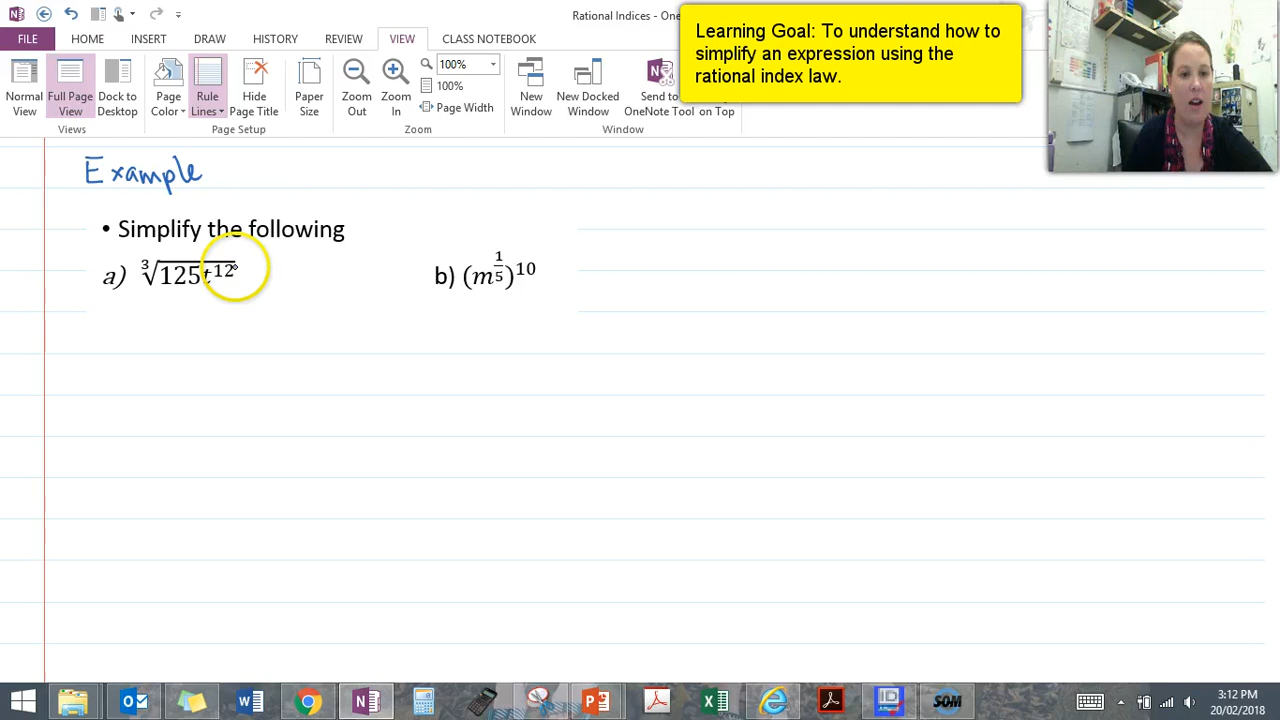 Rational Indices - One
FILE HOME INSERT DRAW HISTORY REVIEW VIEW CLASS NOTEBOOK
Learning Goal: To understand how to
simplify an expression using the
rational index law.
Normal View
Full Page View
Dock to Desktop
Page Color
Rule Lines
Hide Page Title
Paper Size
Zoom Out
Zoom In
100%
100%
Page Width
New Window
New Docked Window
Send to OneNote Tool on Top
Views Page Setup Zoom Window
Example
• Simplify the following
a) ∛125t¹² b) (m^(1/5))¹⁰
SOM
3:12 PM
20/02/2018